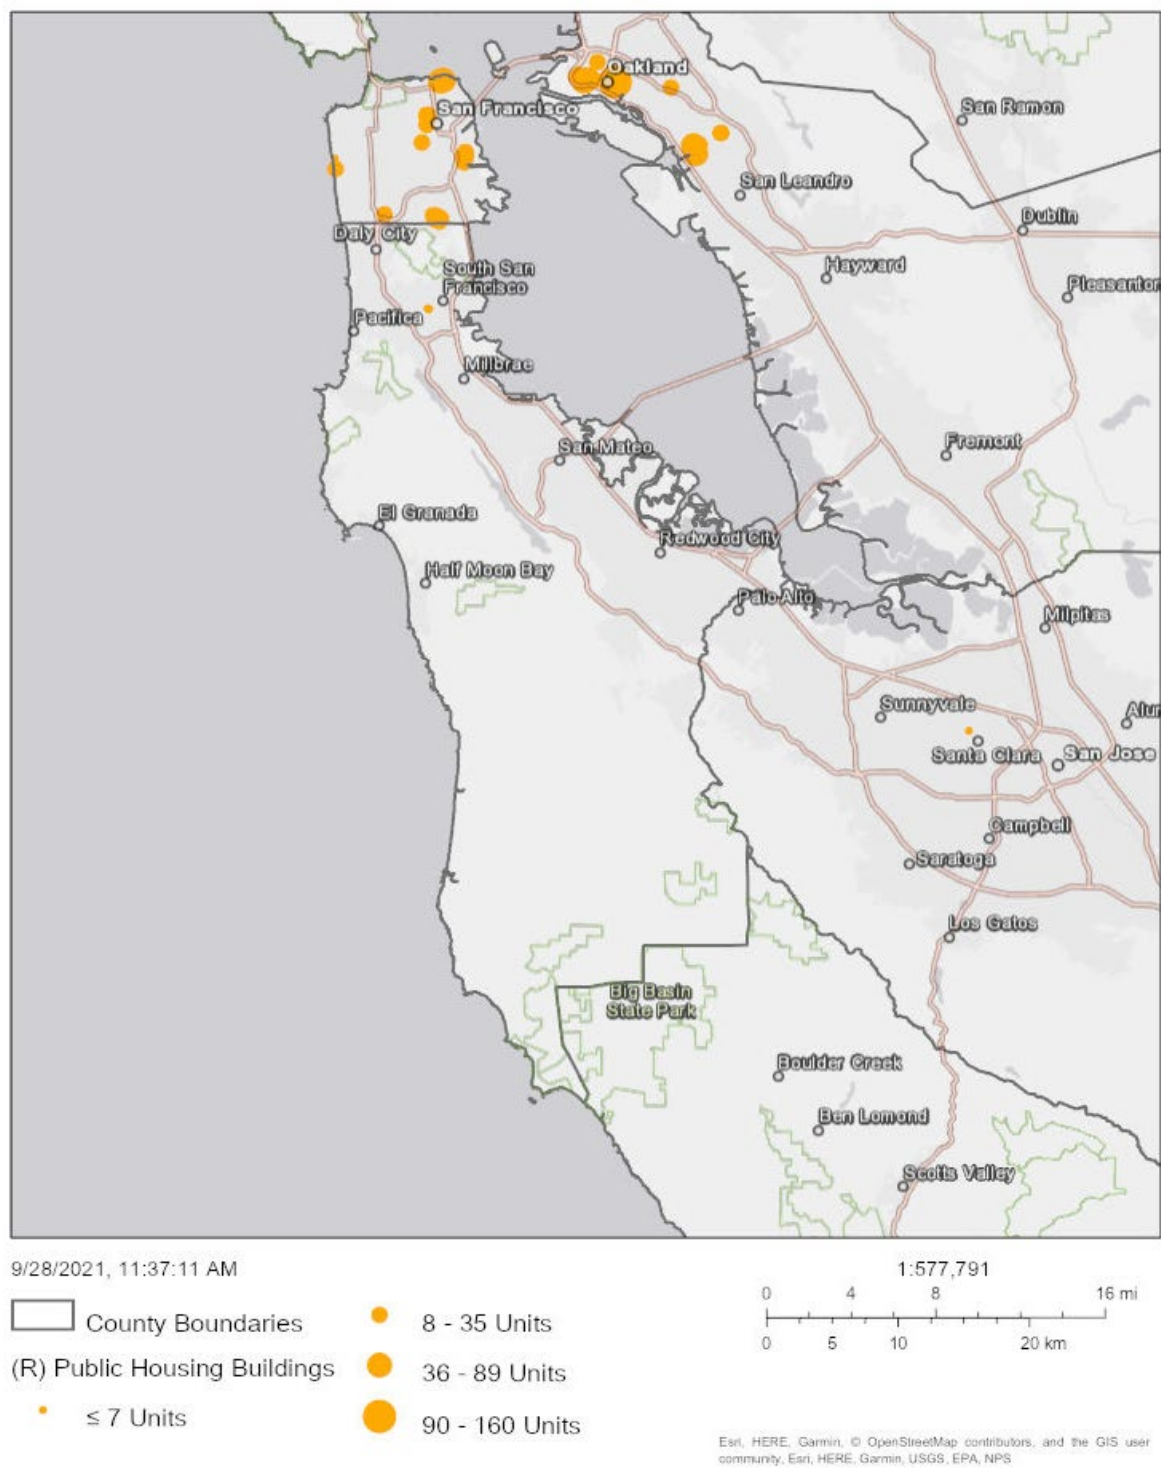 Oakland
San Francisco
San Ramon
San Leandro
Dublin
Daly City
Hayward
South San
Francisco
Pleasanton
Pacifica
Millbrae
San Mateo
Fremont
El Granada
Redwood City
Half Moon Bay
Palo Alto
Milpitas
Sunnyvale
Alur
Santa Clara
San Jose
Campbell
Saratoga
Los Gatos
Big Basin
State Park
Boulder Creek
Ben Lomond
Scotts Valley
9/28/2021, 11:37:11 AM
1:577,791
0 4 8 16 mi
0 5 10 20 km
County Boundaries
(R) Public Housing Buildings
≤ 7 Units
8 - 35 Units
36 - 89 Units
90 - 160 Units
Esri, HERE, Garmin, © OpenStreetMap contributors, and the GIS user
community, Esri, HERE, Garmin, USGS, EPA, NPS